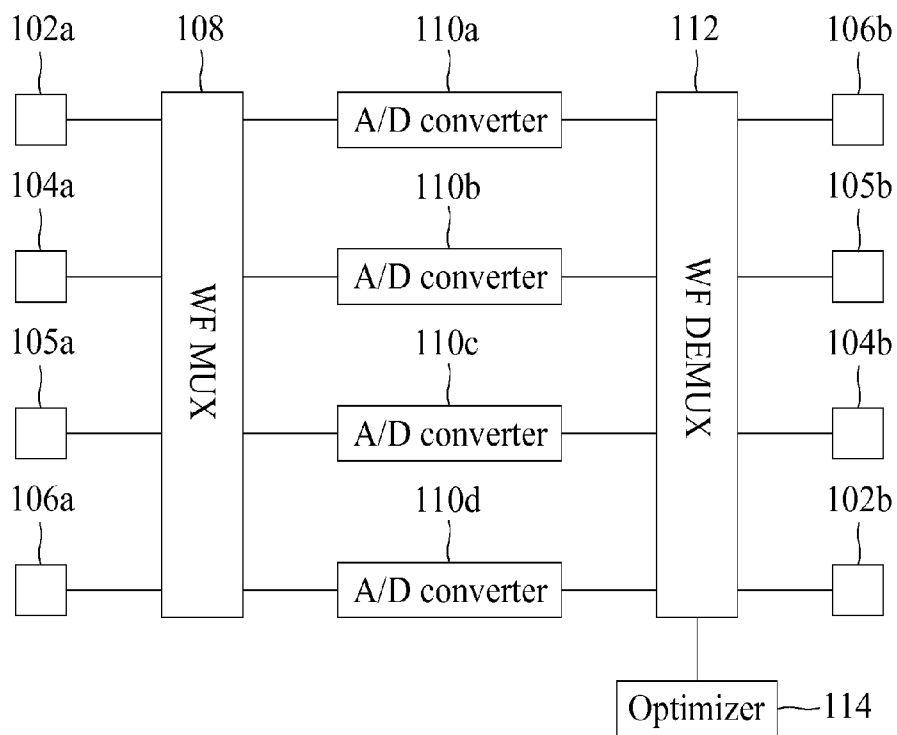 102a 108 110a 112 106b
A/D converter
104a 110b 105b
A/D converter
WF MUX
WF DEMUX
105a 110c 104b
A/D converter
106a 110d 102b
A/D converter
Optimizer 114